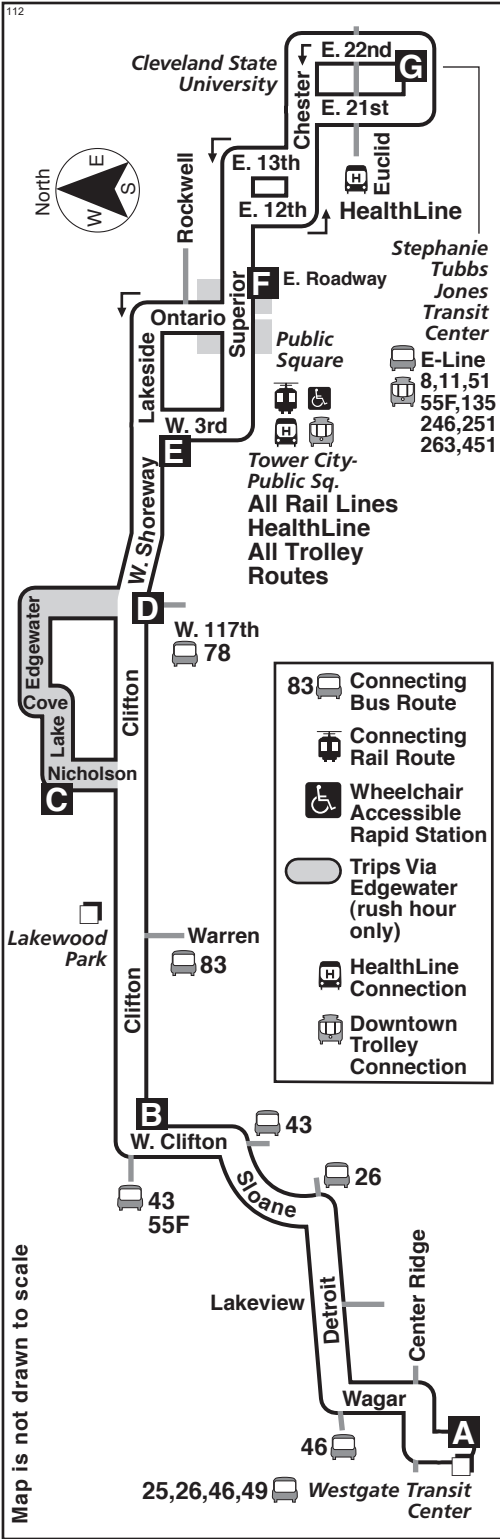 112
Cleveland State
University
E. 22nd
G
Chester
E. 21st
Euclid
H
HealthLine
E. 13th
E. 12th
North
E
W
S
Rockwell
Stephanie
Tubbs
Jones
Transit
Center
E-Line
8,11,51
55F,135
246,251
263,451
F
E. Roadway
Superior
Ontario
Lakeside
Public
Square
W. 3rd
E
H
Tower City-
Public Sq.
All Rail Lines
HealthLine
All Trolley
Routes
W. Shoreway
D
W. 117th
78
Edgewater
Cove
Lake
Clifton
Nicholson
C
83
Connecting
Bus Route
Connecting
Rail Route
Wheelchair
Accessible
Rapid Station
Trips Via
Edgewater
(rush hour
only)
H
HealthLine
Connection
Downtown
Trolley
Connection
Lakewood
Park
Warren
83
Clifton
B
W. Clifton
43
43
55F
Sloane
26
Lakeview
Detroit
Center Ridge
Wagar
A
46
25,26,46,49
Westgate Transit
Center
Map is not drawn to scale